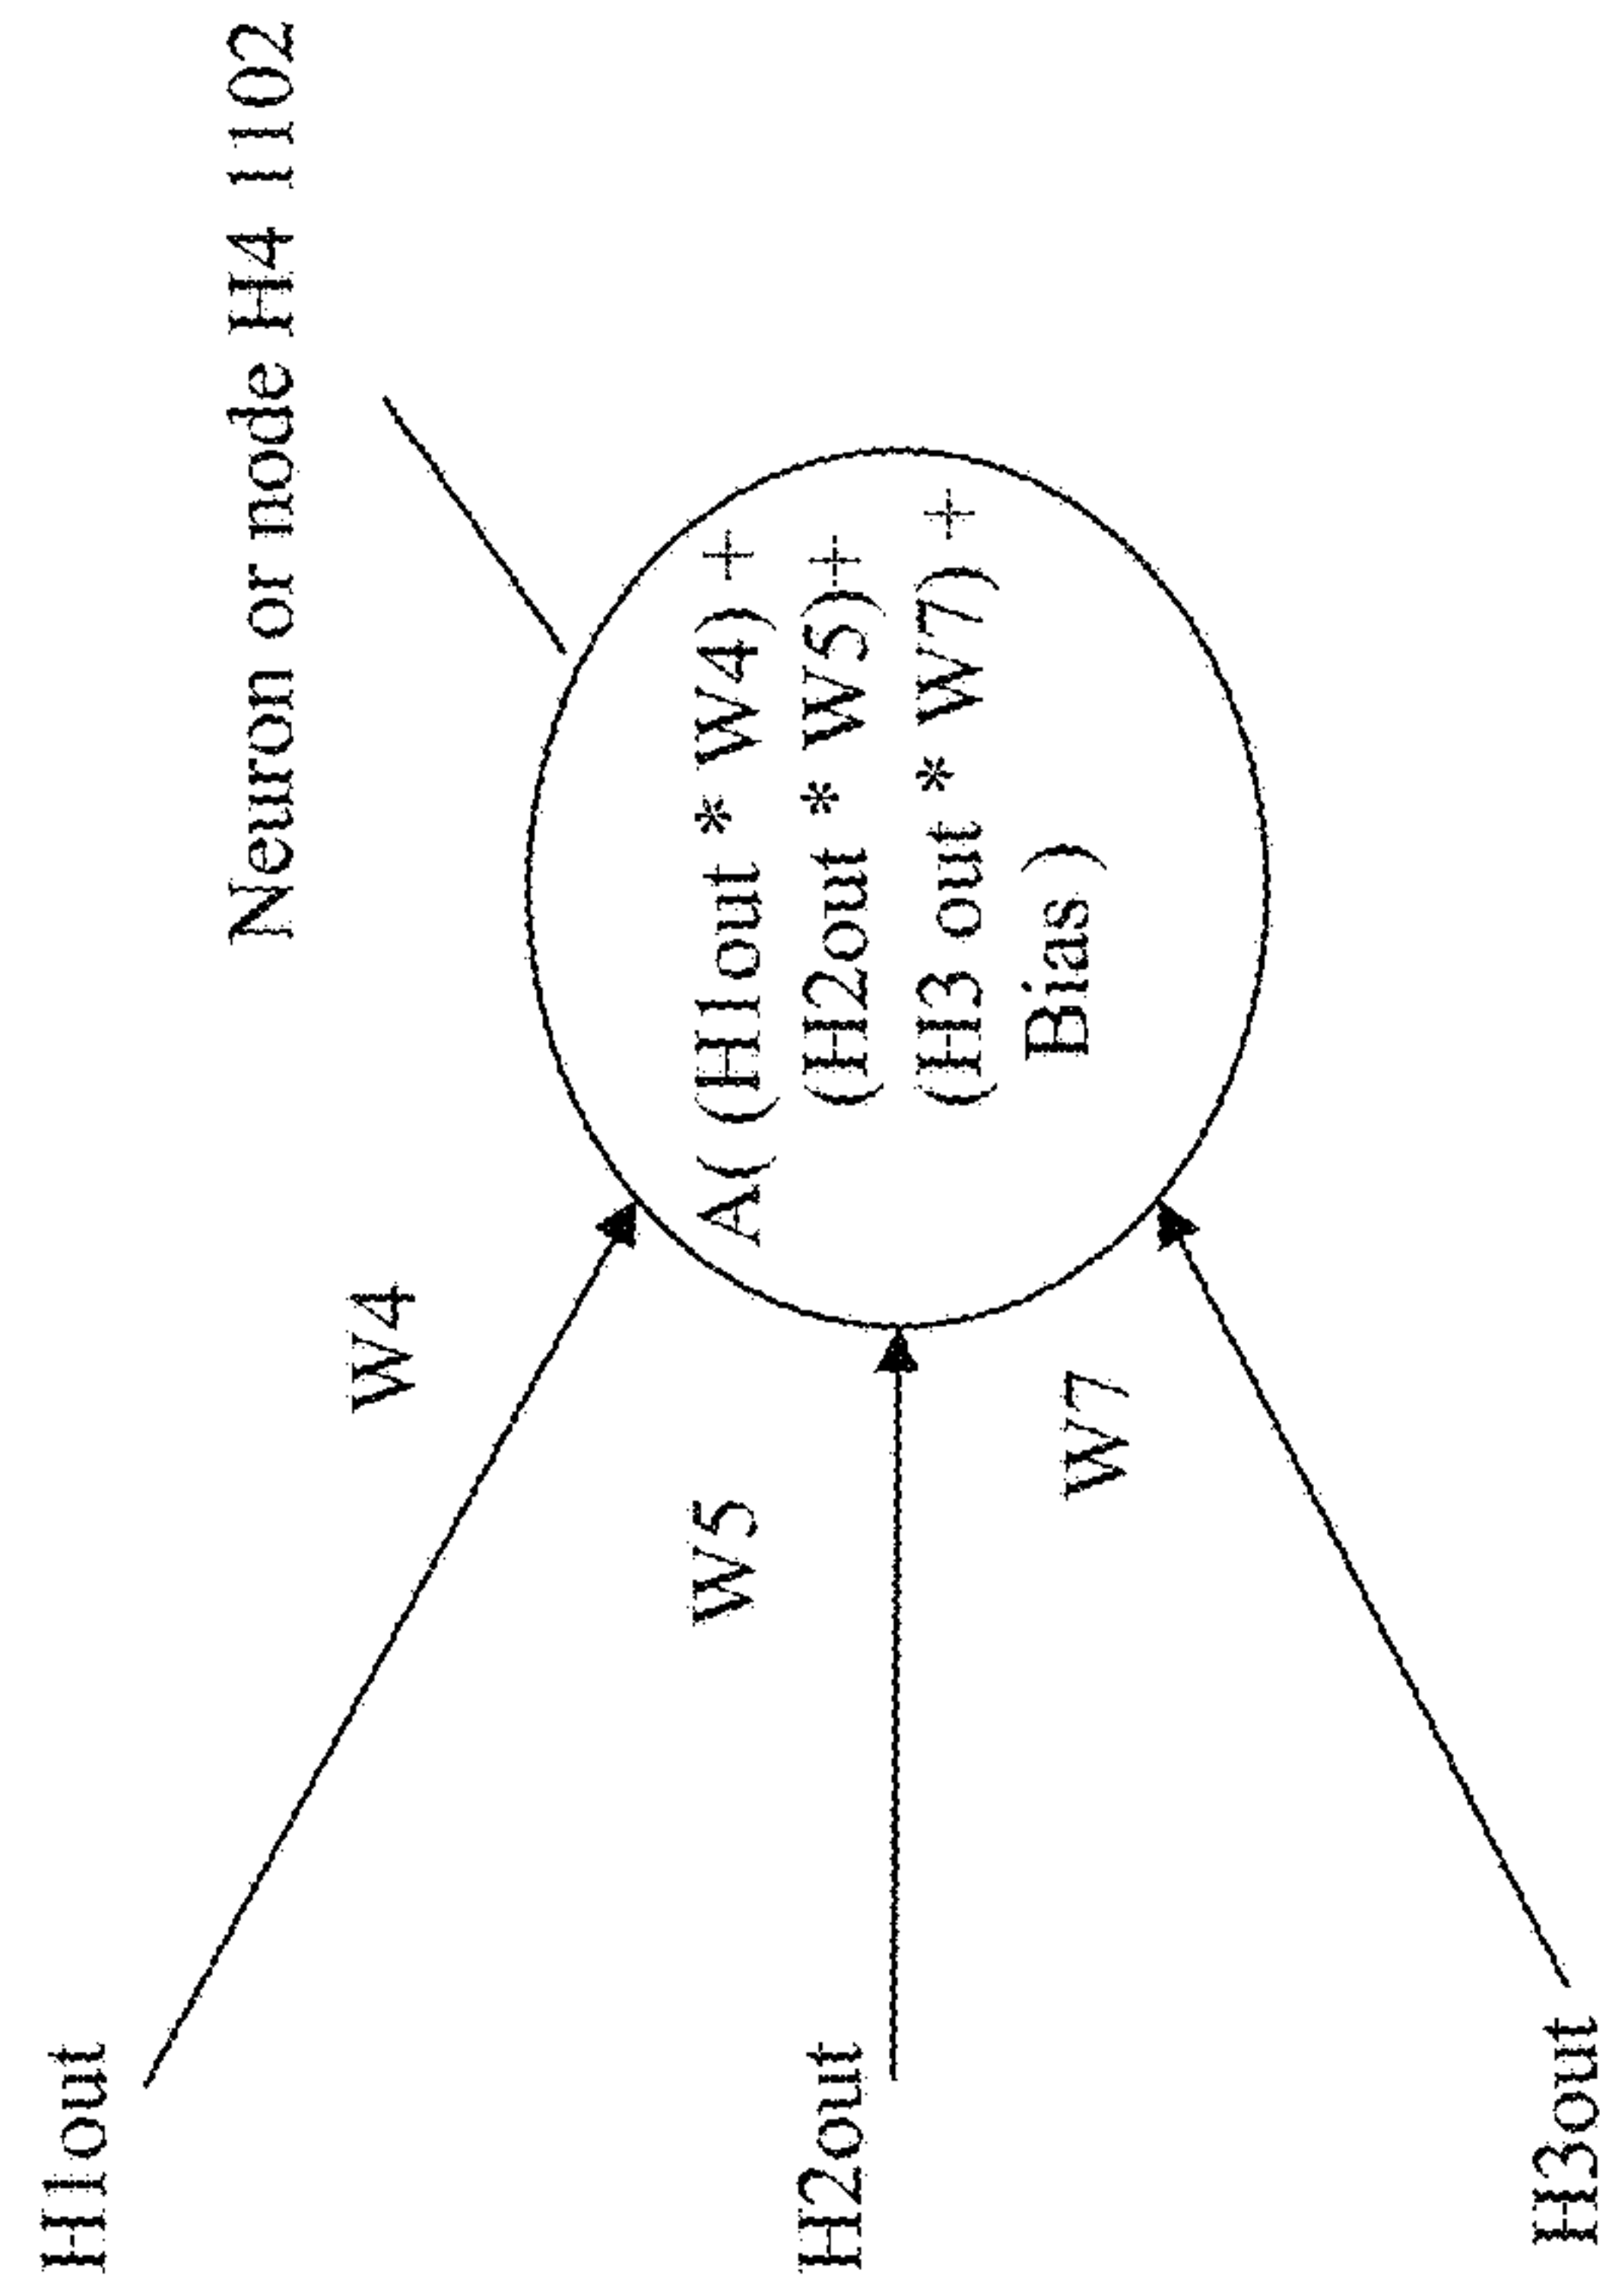 Neuron or node H4 1102
H1out
W4
A( (H1out * W4) +
(H2out * W5)+
(H3 out * W7) +
Bias )
W5
H2out
W7
H3out